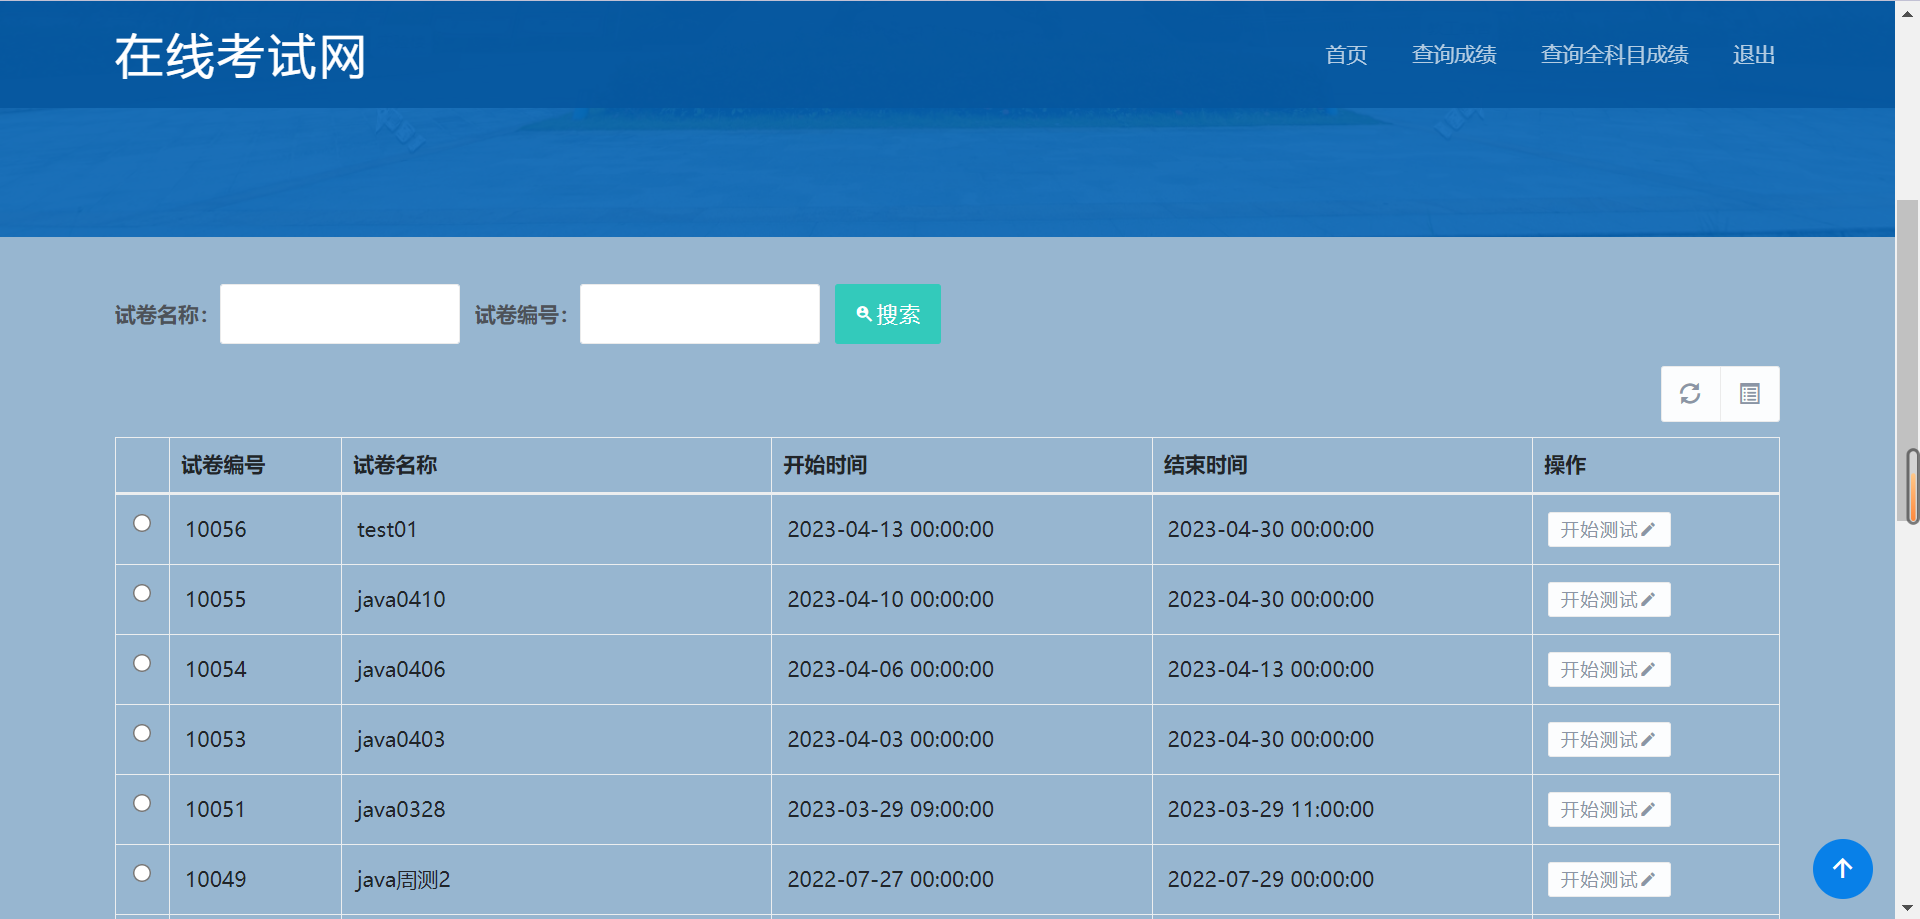 在线考试网
首页 查询成绩 查询全科目成绩 退出
试卷名称： 试卷编号： 搜索
试卷编号 试卷名称 开始时间 结束时间 操作
10056 test01 2023-04-13 00:00:00 2023-04-30 00:00:00 开始测试
10055 java0410 2023-04-10 00:00:00 2023-04-30 00:00:00 开始测试
10054 java0406 2023-04-06 00:00:00 2023-04-13 00:00:00 开始测试
10053 java0403 2023-04-03 00:00:00 2023-04-30 00:00:00 开始测试
10051 java0328 2023-03-29 09:00:00 2023-03-29 11:00:00 开始测试
10049 java周测2 2022-07-27 00:00:00 2022-07-29 00:00:00 开始测试